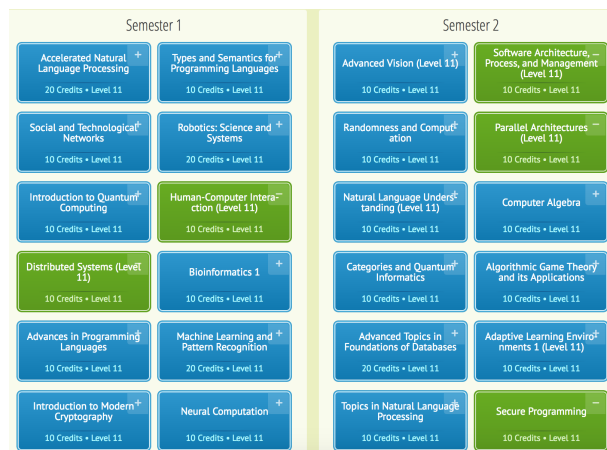 Semester 1
Accelerated Natural
Language Processing
20 Credits • Level 11
Types and Semantics for
Programming Languages
10 Credits • Level 11
Social and Technological
Networks
10 Credits • Level 11
Robotics: Science and
Systems
20 Credits • Level 11
Introduction to Quantum
Computing
10 Credits • Level 11
Human-Computer Interac-
ction (Level 11)
10 Credits • Level 11
Distributed Systems (Level
11)
10 Credits • Level 11
Bioinformatics 1
10 Credits • Level 11
Advances in Programming
Languages
10 Credits • Level 11
Machine Learning and
Pattern Recognition
20 Credits • Level 11
Introduction to Modern
Cryptography
10 Credits • Level 11
Neural Computation
10 Credits • Level 11
Semester 2
Advanced Vision (Level 11)
10 Credits • Level 11
Software Architecture,
Process, and Management
(Level 11)
10 Credits • Level 11
Randomness and Comput-
ation
10 Credits • Level 11
Parallel Architectures
(Level 11)
10 Credits • Level 11
Natural Language Unders-
tanding (Level 11)
10 Credits • Level 11
Computer Algebra
10 Credits • Level 11
Categories and Quantum
Informatics
10 Credits • Level 11
Algorithmic Game Theory
and its Applications
10 Credits • Level 11
Advanced Topics in
Foundations of Databases
20 Credits • Level 11
Adaptive Learning Enviro-
nments 1 (Level 11)
10 Credits • Level 11
Topics in Natural Language
Processing
10 Credits • Level 11
Secure Programming
10 Credits • Level 11